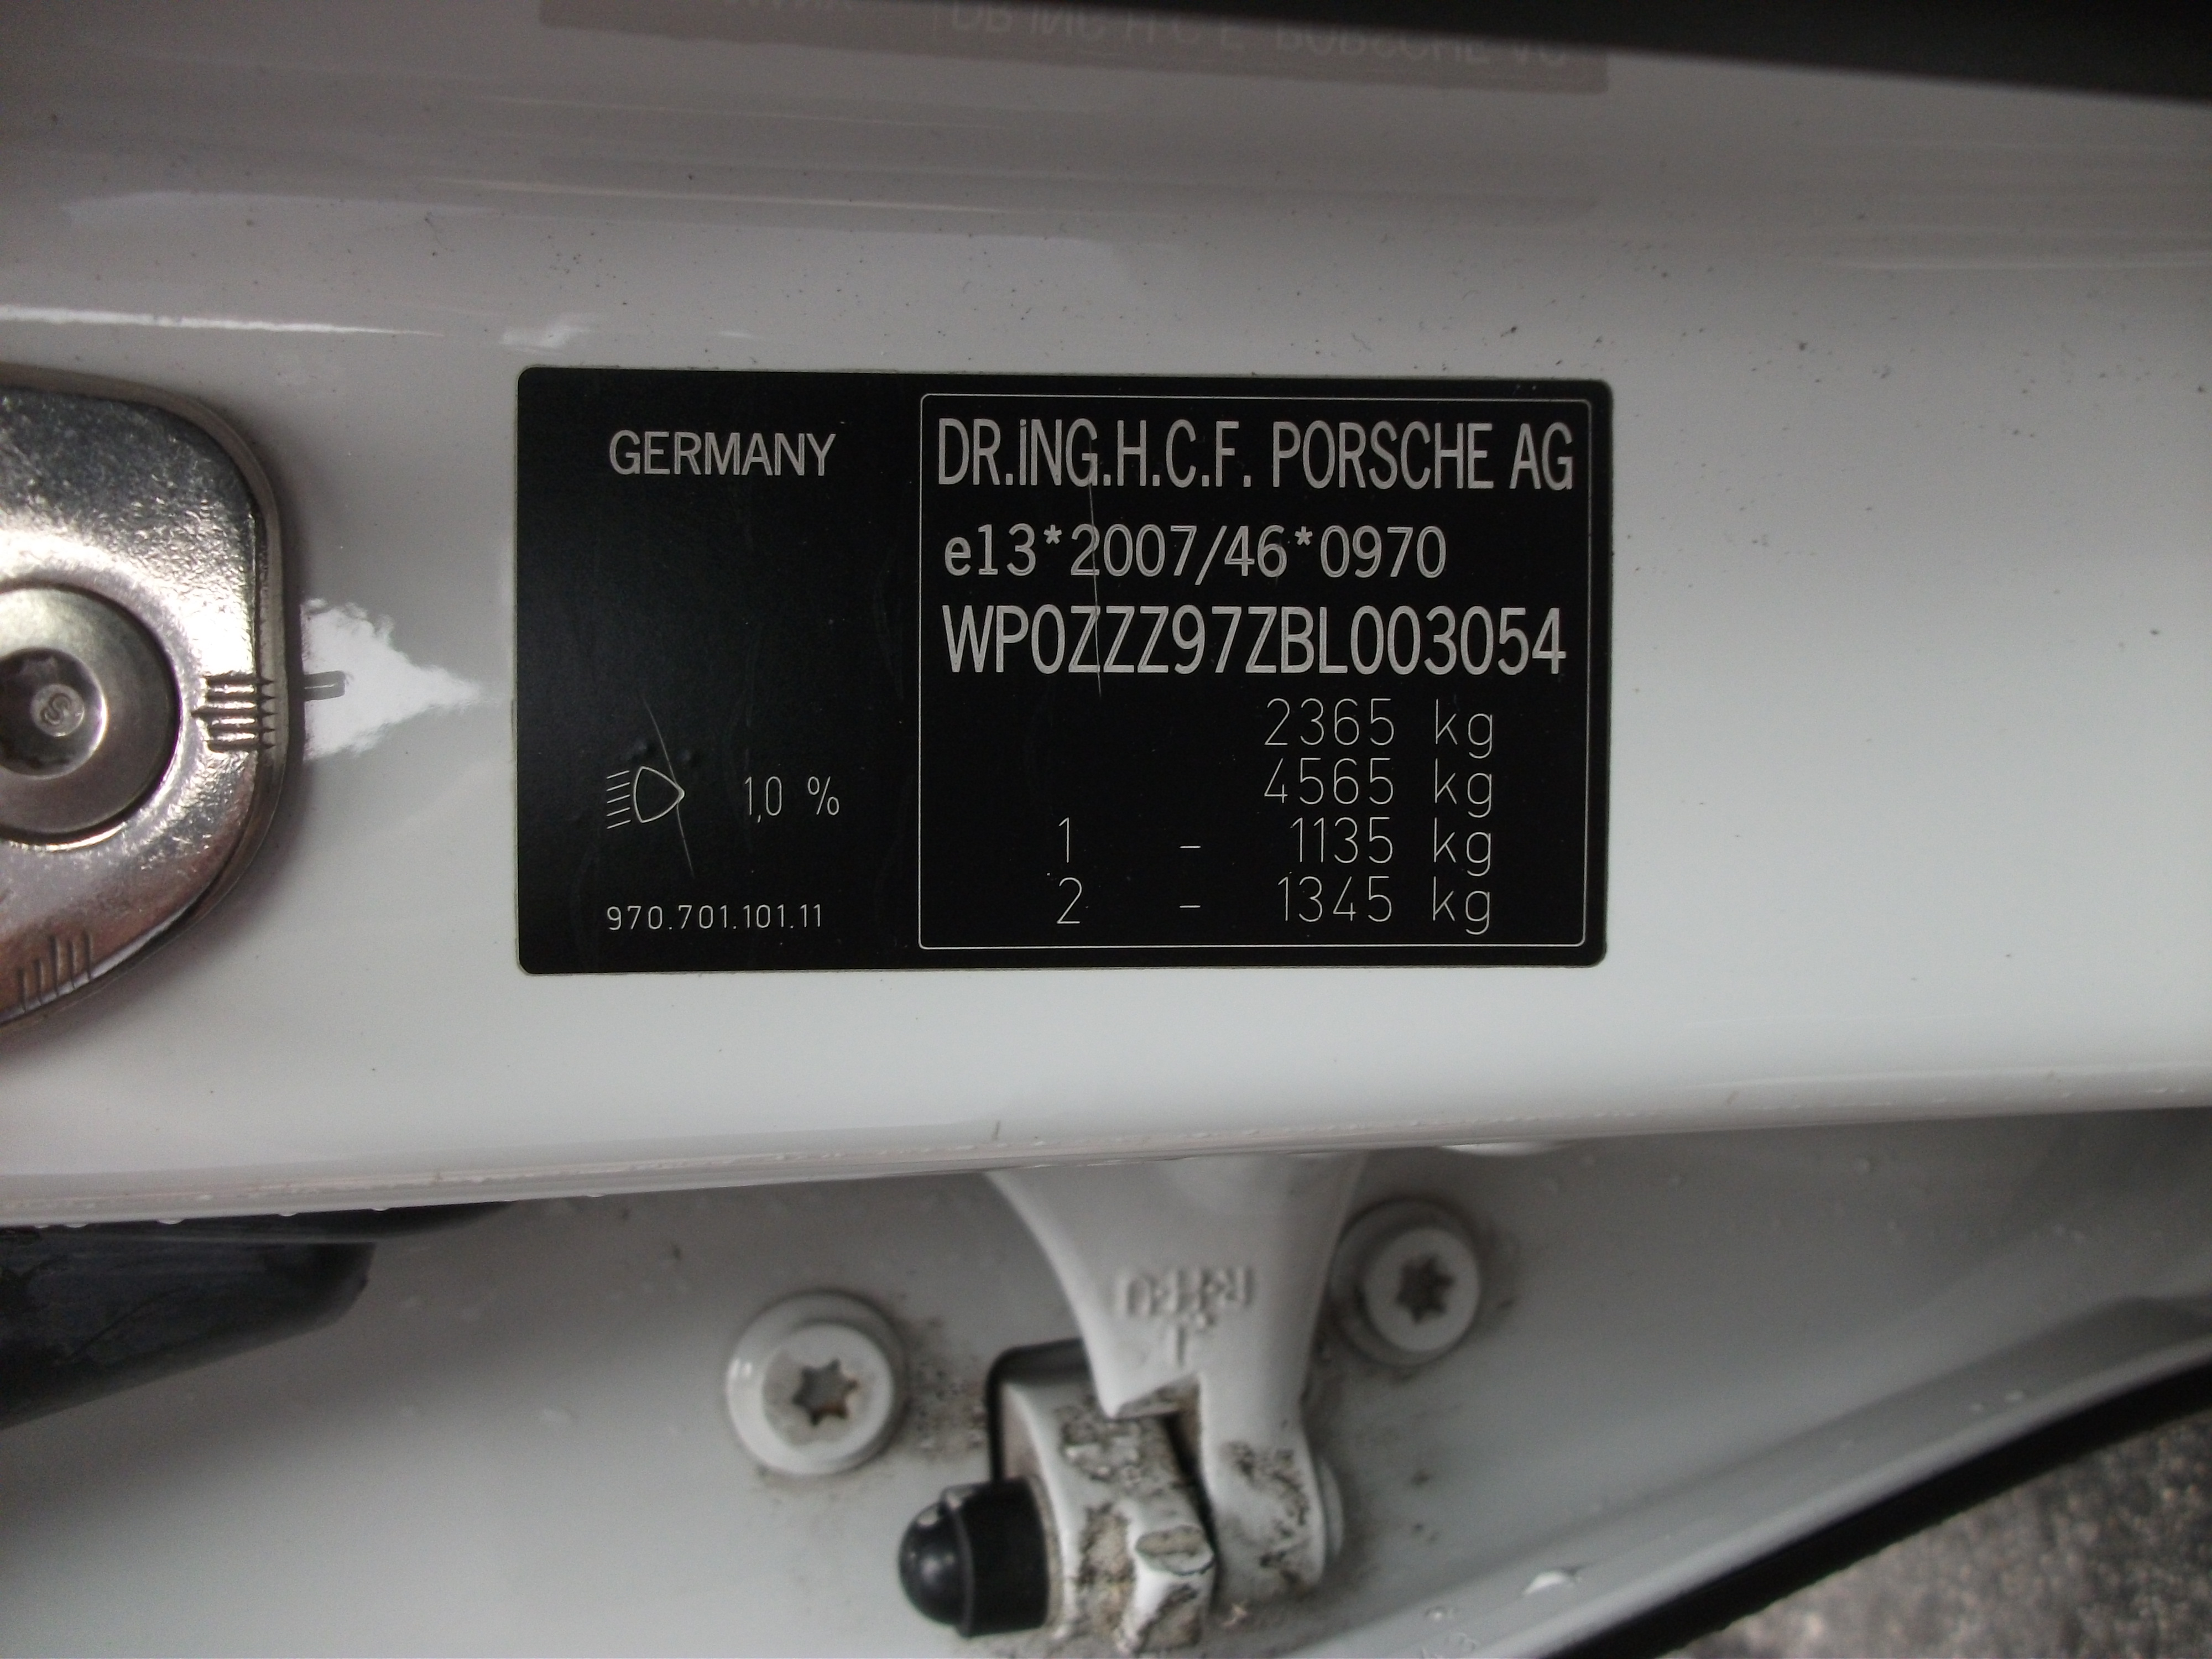 GERMANY
DR.iNG.H.C.F. PORSCHE AG
e13*2007/46*0970
WP0ZZZ97ZBL003054
2365 kg
4565 kg
1 - 1135 kg
2 - 1345 kg
1,0 %
970.701.101.11